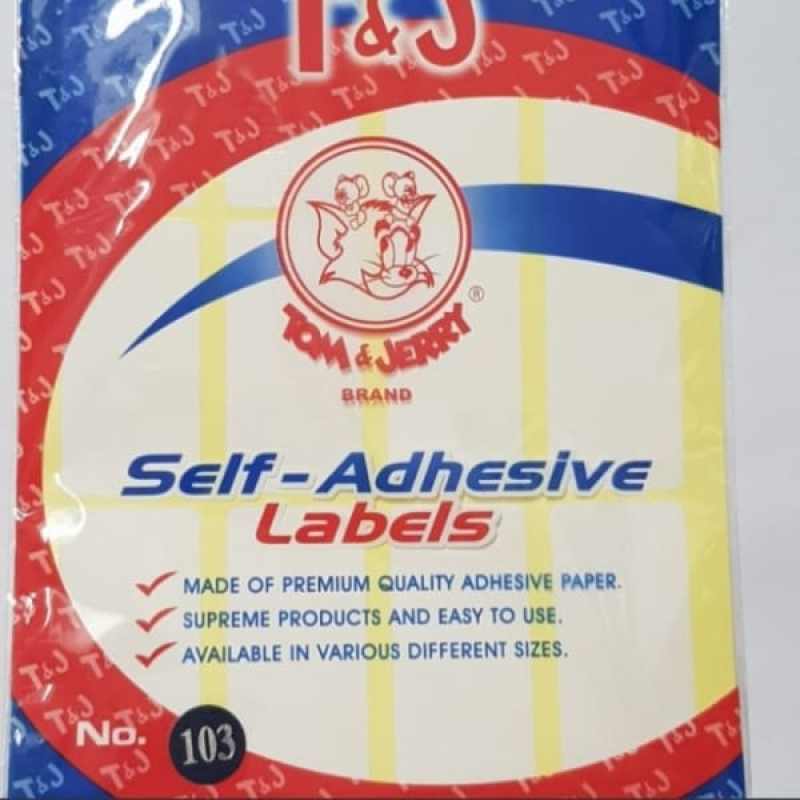 T&J
TOM & JERRY ®
BRAND
Self-Adhesive
Labels
MADE OF PREMIUM QUALITY ADHESIVE PAPER.
SUPREME PRODUCTS AND EASY TO USE.
AVAILABLE IN VARIOUS DIFFERENT SIZES.
No. 103